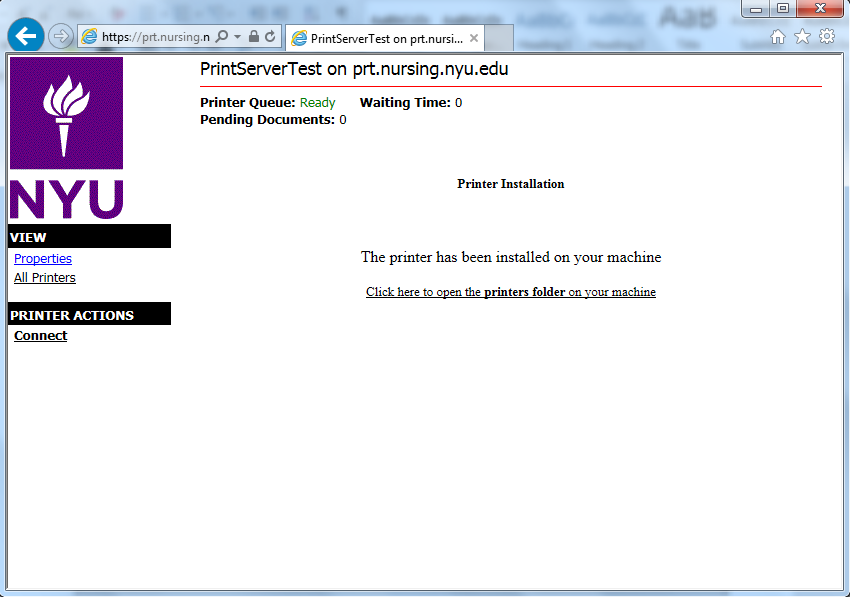 https://prt.nursing.n
PrintServerTest on prt.nursi...
PrintServerTest on prt.nursing.nyu.edu
Printer Queue: Ready Waiting Time: 0
Pending Documents: 0
NYU
VIEW
Properties
All Printers
PRINTER ACTIONS
Connect
Printer Installation
The printer has been installed on your machine
Click here to open the printers folder on your machine